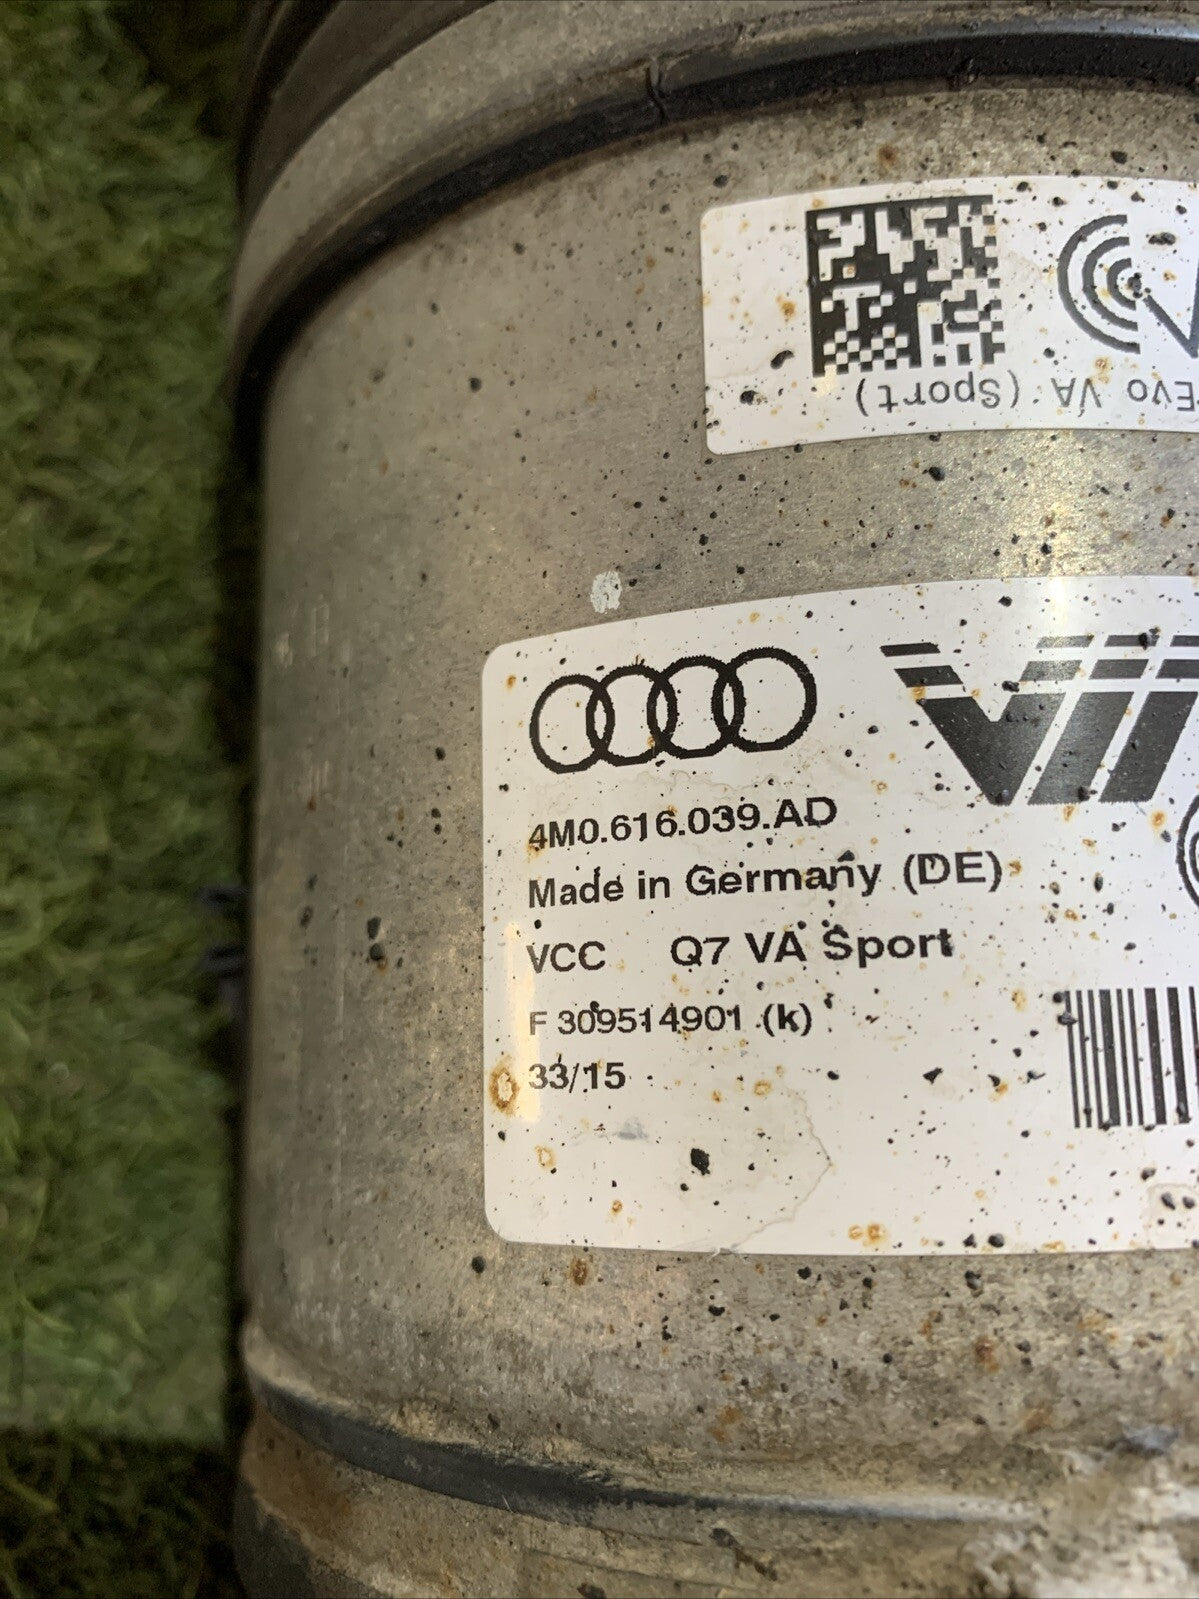 Evo VA (Sport)
4M0.616.039.AD
Made in Germany (DE)
VCC Q7 VA Sport
F 309514901 (k)
33/15